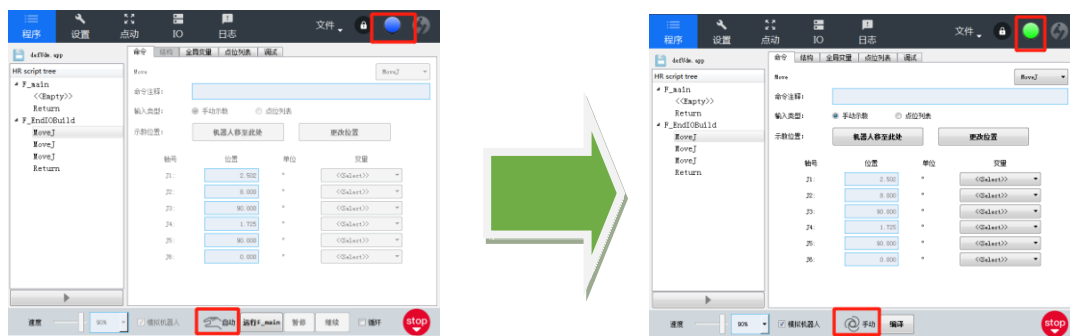 程序 设置 点动 IO 日志 文件
defVdm.app
命令 结构 全局变量 点位列表 调试
HR script tree
Move MoveJ
F_main
命令注释:
<<Empty>>
Return
输入类型: 手动示教 点位列表
F_EndIOBuild
MoveJ
示教位置: 机器人移至此处 更改位置
MoveJ
MoveJ
Return
轴号 位置 单位 变量
J1: 2.502 ° <<Select>>
J2: 0.000 ° <<Select>>
J3: 90.000 ° <<Select>>
J4: 1.725 ° <<Select>>
J5: 90.000 ° <<Select>>
J6: 0.000 ° <<Select>>
速度 90% 模拟机器人 自动 运行F_main 暂停 继续 循环 stop
程序 设置 点动 IO 日志 文件
defVdm.app
命令 结构 全局变量 点位列表 调试
HR script tree
Move MoveJ
F_main
命令注释:
<<Empty>>
Return
输入类型: 手动示教 点位列表
F_EndIOBuild
MoveJ
示教位置: 机器人移至此处 更改位置
MoveJ
MoveJ
Return
轴号 位置 单位 变量
J1: 2.502 ° <<Select>>
J2: 0.000 ° <<Select>>
J3: 90.000 ° <<Select>>
J4: 1.725 ° <<Select>>
J5: 90.000 ° <<Select>>
J6: 0.000 ° <<Select>>
速度 90% 模拟机器人 手动 编译 stop